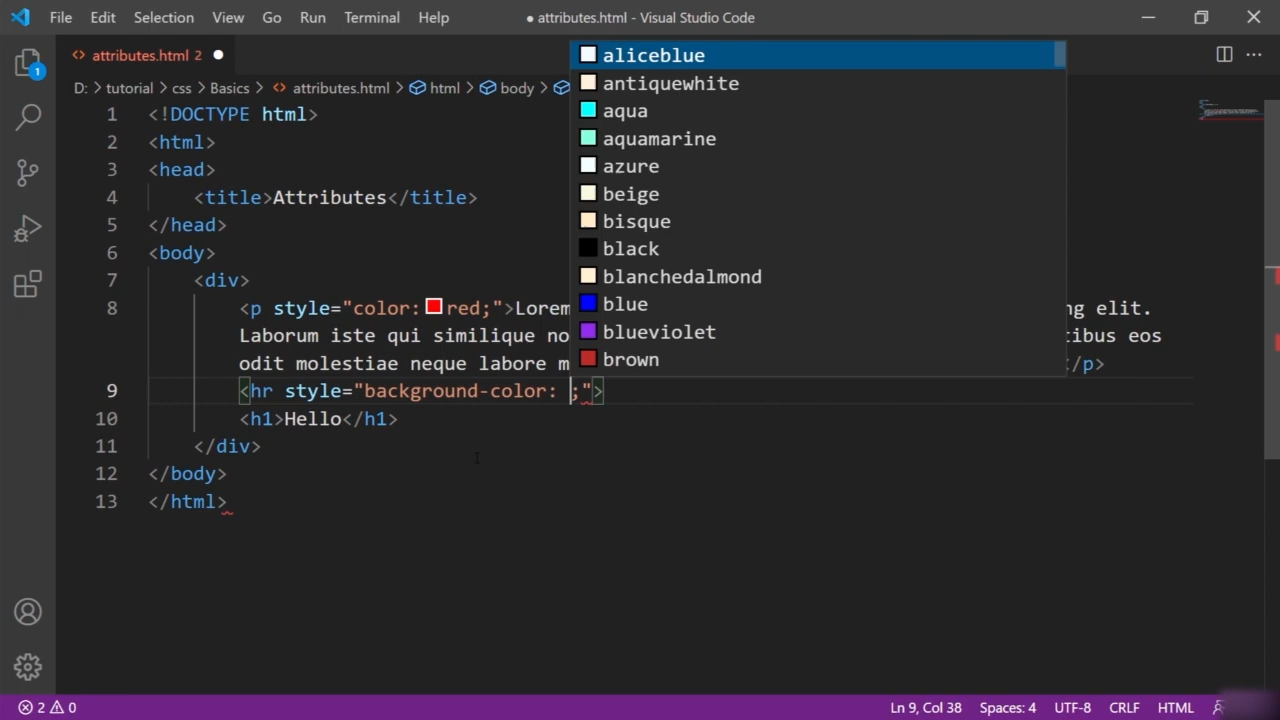 File Edit Selection View Go Run Terminal Help ● attributes.html - Visual Studio Code
1
<> attributes.html 2 ●
D: > tutorial > css > Basics > <> attributes.html > html > body >
1 <!DOCTYPE html>
2 <html>
3 <head>
4 <title>Attributes</title>
5 </head>
6 <body>
7 <div>
8 <p style="color: red;">Lorem ng elit.
Laborum iste qui similique no ibus eos
odit molestiae neque labore m </p>
9 <hr style="background-color: ;">
10 <h1>Hello</h1>
11 </div>
12 </body>
13 </html>
aliceblue
antiquewhite
aqua
aquamarine
azure
beige
bisque
black
blanchedalmond
blue
blueviolet
brown
2 0 Ln 9, Col 38 Spaces: 4 UTF-8 CRLF HTML